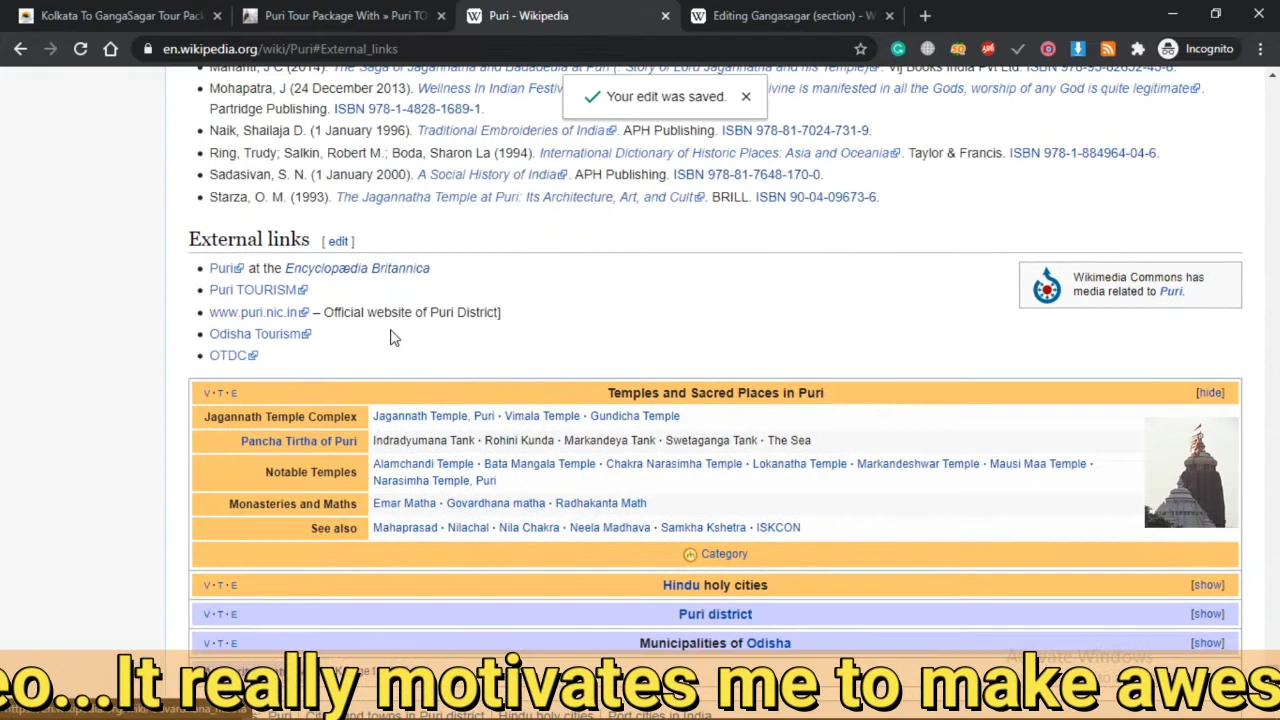 Kolkata To GangaSagar Tour Pac
Puri Tour Package With » Puri TO
Puri - Wikipedia
Editing Gangasagar (section) - W
en.wikipedia.org/wiki/Puri#External_links
Incognito
Mohapatra, J (24 December 2013). Wellness In Indian Festiv
ivine is manifested in all the Gods, worship of any God is quite legitimate.
Your edit was saved.
Partridge Publishing. ISBN 978-1-4828-1689-1.
Naik, Shailaja D. (1 January 1996). Traditional Embroideries of India. APH Publishing. ISBN 978-81-7024-731-9.
Ring, Trudy; Salkin, Robert M.; Boda, Sharon La (1994). International Dictionary of Historic Places: Asia and Oceania. Taylor & Francis. ISBN 978-1-884964-04-6.
Sadasivan, S. N. (1 January 2000). A Social History of India. APH Publishing. ISBN 978-81-7648-170-0.
Starza, O. M. (1993). The Jagannatha Temple at Puri: Its Architecture, Art, and Cult. BRILL. ISBN 90-04-09673-6.
External links [ edit ]
Puri at the Encyclopædia Britannica
Puri TOURISM
www.puri.nic.in – Official website of Puri District]
Odisha Tourism
OTDC
Wikimedia Commons has
media related to Puri.
V · T · E Temples and Sacred Places in Puri [hide]
Jagannath Temple Complex Jagannath Temple, Puri · Vimala Temple · Gundicha Temple
Pancha Tirtha of Puri Indradyumana Tank · Rohini Kunda · Markandeya Tank · Swetaganga Tank · The Sea
Notable Temples Alamchandi Temple · Bata Mangala Temple · Chakra Narasimha Temple · Lokanatha Temple · Markandeshwar Temple · Mausi Maa Temple ·
Narasimha Temple, Puri
Monasteries and Maths Emar Matha · Govardhana matha · Radhakanta Math
See also Mahaprasad · Nilachal · Nila Chakra · Neela Madhava · Samkha Kshetra · ISKCON
Category
V · T · E Hindu holy cities [show]
V · T · E Puri district [show]
V · T · E Municipalities of Odisha [show]
Activate Windows
eo...It really motivates me to make awes